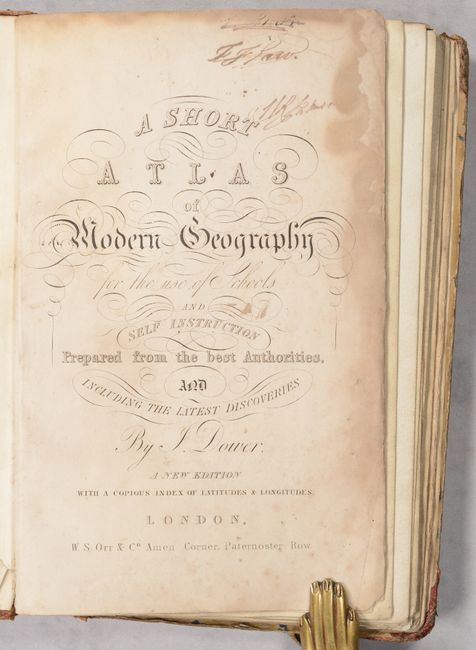 A SHORT
ATLAS
of
Modern Geography
for the use of Schools
AND
SELF INSTRUCTION
Prepared from the best Authorities,
AND
INCLUDING THE LATEST DISCOVERIES
By J. Dower.
A NEW EDITION
WITH A COPIOUS INDEX OF LATITUDES & LONGITUDES.
LONDON,
W. S. Orr & Co. Amen Corner, Paternoster Row.